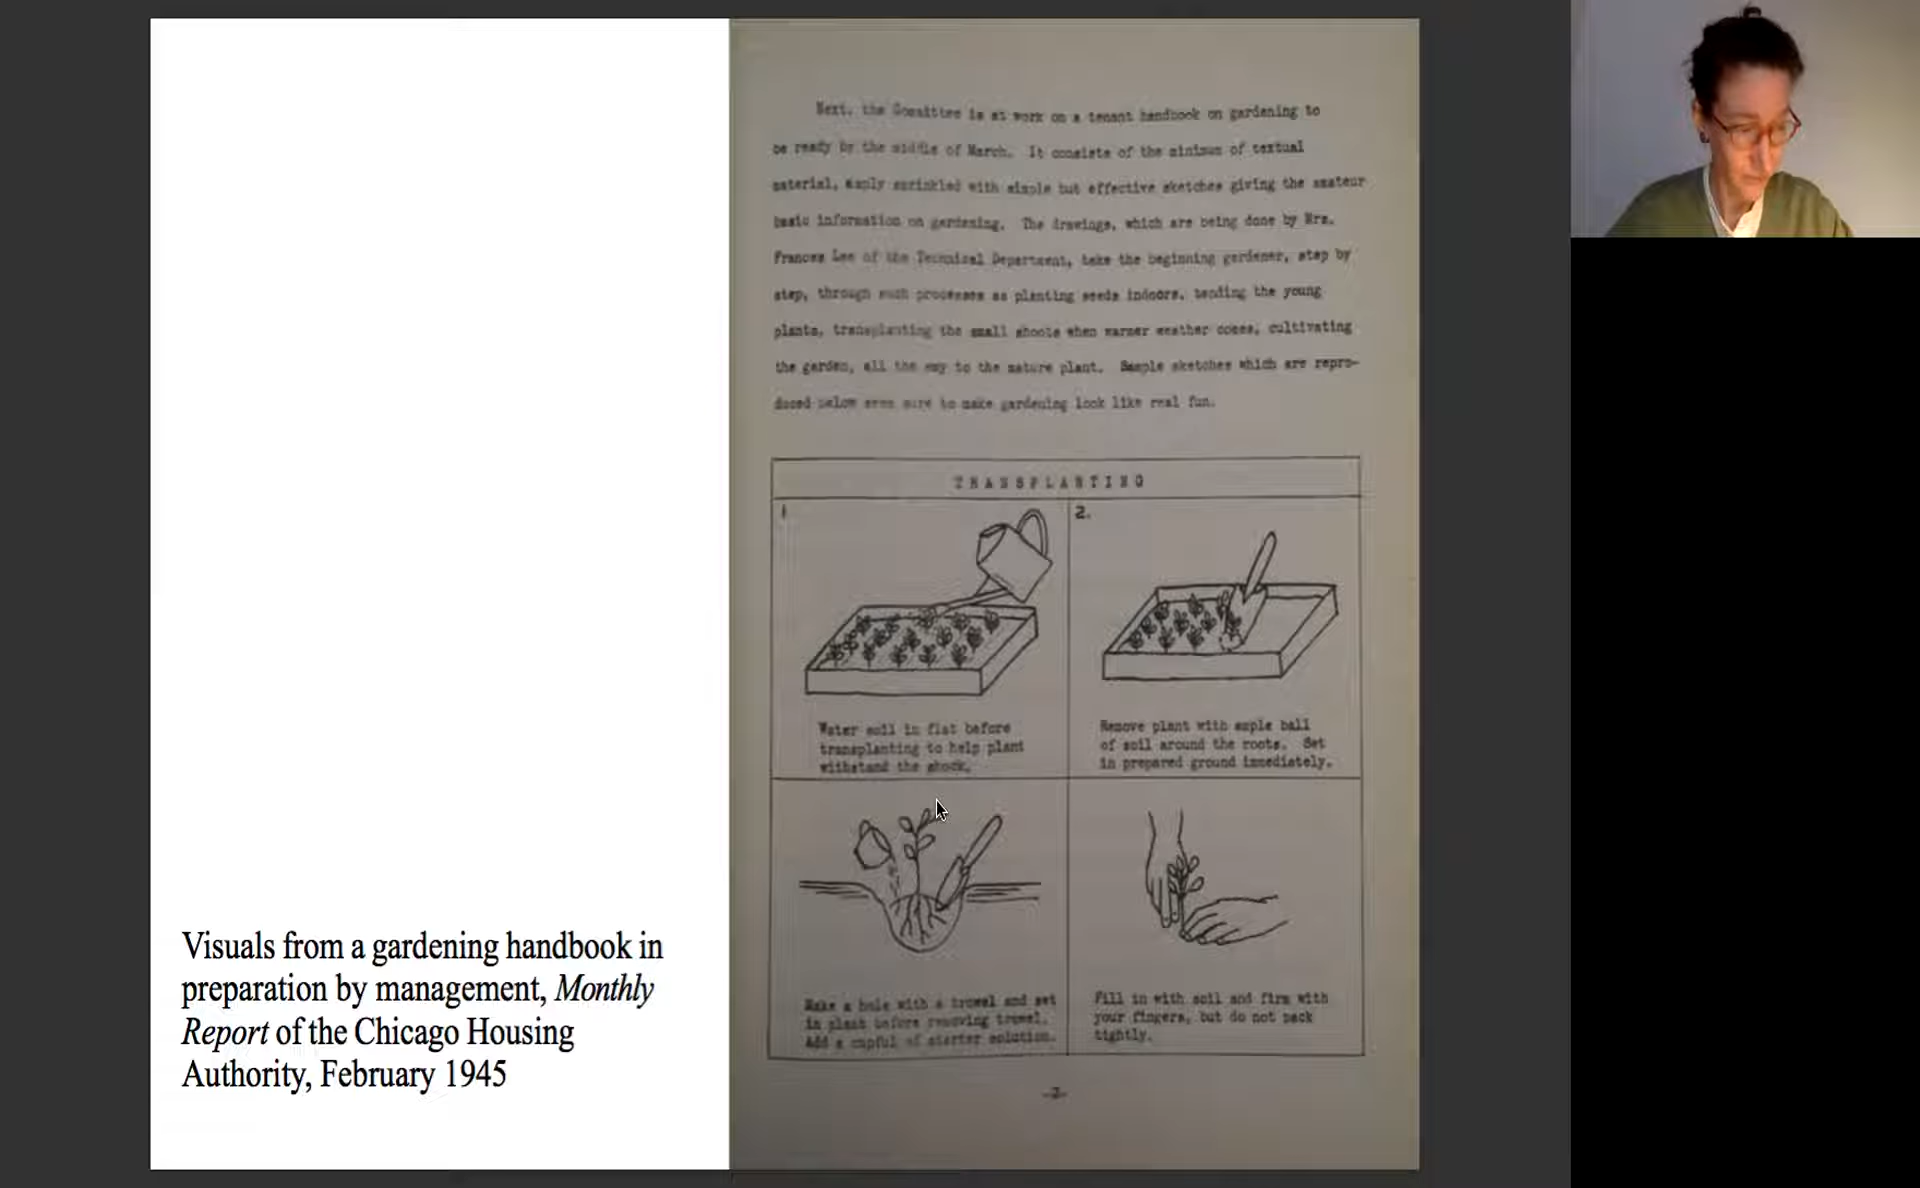 Next, the Committee is at work on a tenant handbook on gardening to
be ready by the middle of March. It consists of the minimum of textual
material, amply sprinkled with simple but effective sketches giving the amateur
basic information on gardening. The drawings, which are being done by Mrs.
Frances Lee of the Technical Department, take the beginning gardener, step by
step, through such processes as planting seeds indoors, tending the young
plants, transplanting the small shoots when warmer weather comes, cultivating
the garden, all the way to the mature plant. Sample sketches which are repro-
duced below seem sure to make gardening look like real fun.
TRANSPLANTING
1
2.
Water soil in flat before
transplanting to help plant
withstand the shock.
Remove plant with ample ball
of soil around the roots. Set
in prepared ground immediately.
Make a hole with a trowel and set
in plant before removing trowel.
Add a cupful of starter solution.
Fill in with soil and firm with
your fingers, but do not pack
tightly.
-2-
Visuals from a gardening handbook in
preparation by management, Monthly
Report of the Chicago Housing
Authority, February 1945